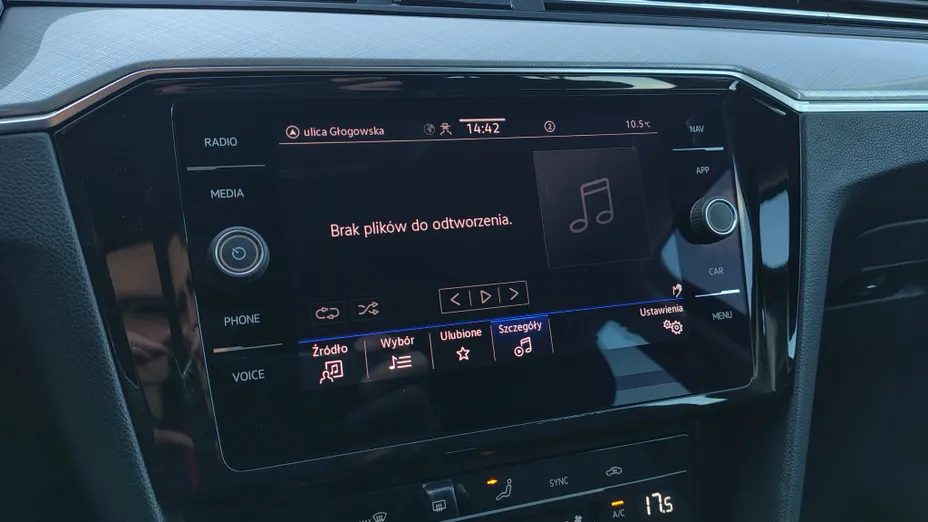 RADIO
MEDIA
PHONE
VOICE
ulica Głogowska
14:42
2
10.5°C
Brak plików do odtworzenia.
Źródło
Wybór
Ulubione
Szczegóły
Ustawienia
NAV
APP
CAR
MENU
SYNC
A/C
17.5